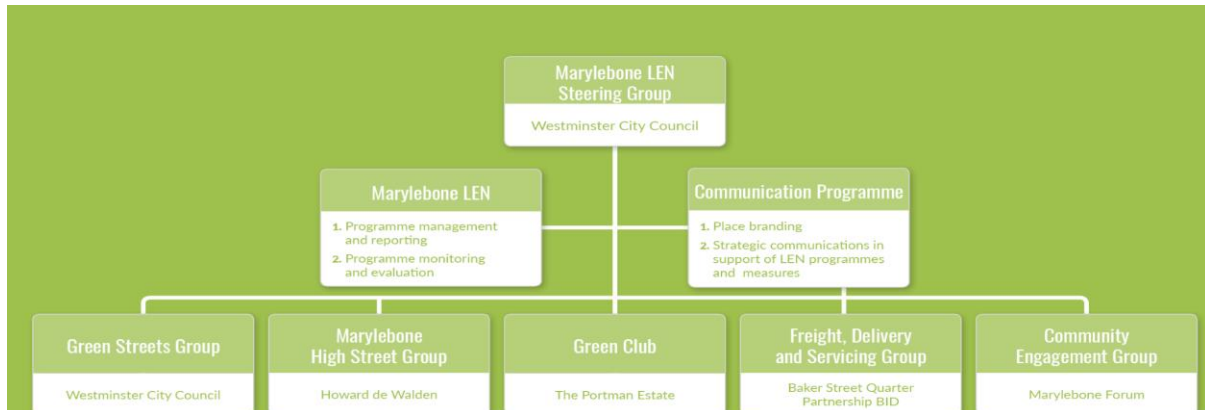 Marylebone LEN
Steering Group
Westminster City Council
Marylebone LEN
1. Programme management
and reporting
2. Programme monitoring
and evaluation
Communication Programme
1. Place branding
2. Strategic communications in
support of LEN programmes
and measures
Green Streets Group
Westminster City Council
Marylebone
High Street Group
Howard de Walden
Green Club
The Portman Estate
Freight, Delivery
and Servicing Group
Baker Street Quarter
Partnership BID
Community
Engagement Group
Marylebone Forum